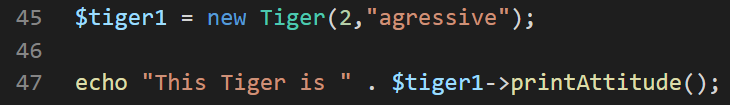 45 $tiger1 = new Tiger(2,"agressive");
46
47 echo "This Tiger is " . $tiger1->printAttitude();